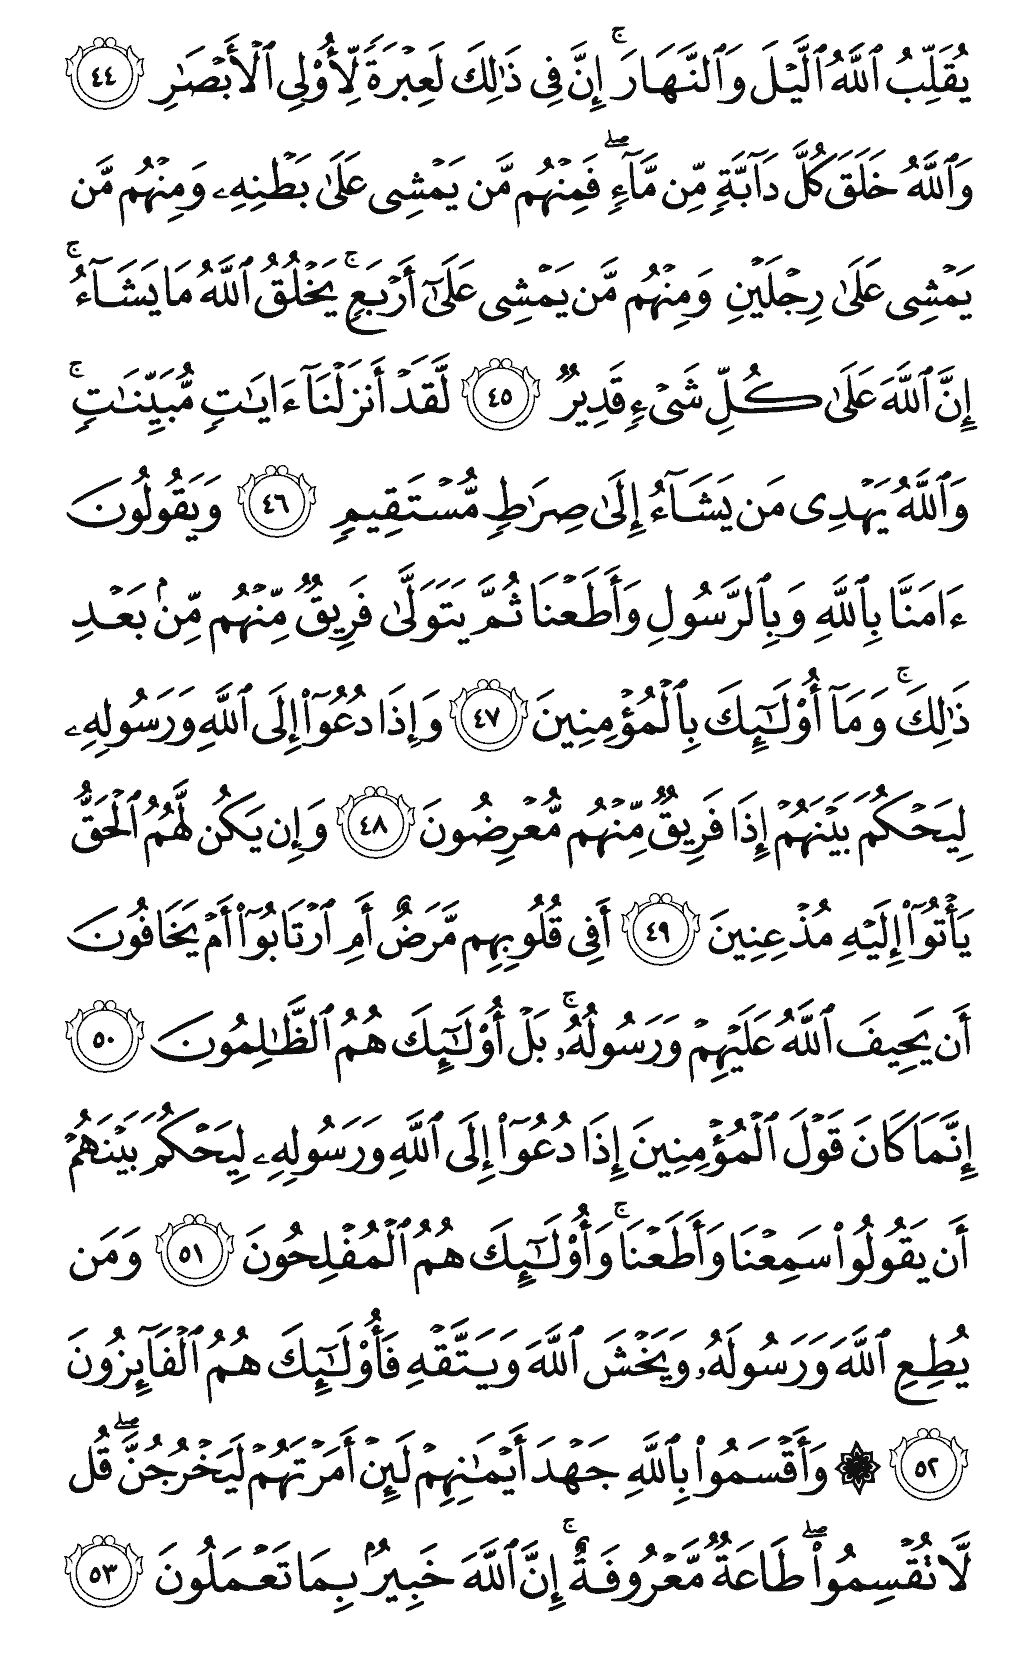 يُقَلِّبُ ٱللَّهُ ٱلَّيْلَ وَٱلنَّهَارَ ۚ إِنَّ فِى ذَٰلِكَ لَعِبْرَةً لِّأُو۟لِى ٱلْأَبْصَـٰرِ ٤٤
وَٱللَّهُ خَلَقَ كُلَّ دَآبَّةٍ مِّن مَّآءٍ ۖ فَمِنْهُم مَّن يَمْشِى عَلَىٰ بَطْنِهِۦ وَمِنْهُم مَّن
يَمْشِى عَلَىٰ رِجْلَيْنِ وَمِنْهُم مَّن يَمْشِى عَلَىٰٓ أَرْبَعٍ ۚ يَخْلُقُ ٱللَّهُ مَا يَشَآءُ ۚ
إِنَّ ٱللَّهَ عَلَىٰ كُلِّ شَىْءٍ قَدِيرٌ ٤٥ لَّقَدْ أَنزَلْنَآ ءَايَـٰتٍ مُّبَيِّنَـٰتٍ ۚ
وَٱللَّهُ يَهْدِى مَن يَشَآءُ إِلَىٰ صِرَٰطٍ مُّسْتَقِيمٍ ٤٦ وَيَقُولُونَ
ءَامَنَّا بِٱللَّهِ وَبِٱلرَّسُولِ وَأَطَعْنَا ثُمَّ يَتَوَلَّىٰ فَرِيقٌ مِّنْهُم مِّنۢ بَعْدِ
ذَٰلِكَ ۚ وَمَآ أُو۟لَـٰٓئِكَ بِٱلْمُؤْمِنِينَ ٤٧ وَإِذَا دُعُوٓا۟ إِلَى ٱللَّهِ وَرَسُولِهِۦ
لِيَحْكُمَ بَيْنَهُمْ إِذَا فَرِيقٌ مِّنْهُم مُّعْرِضُونَ ٤٨ وَإِن يَكُن لَّهُمُ ٱلْحَقُّ
يَأْتُوٓا۟ إِلَيْهِ مُذْعِنِينَ ٤٩ أَفِى قُلُوبِهِم مَّرَضٌ أَمِ ٱرْتَابُوٓا۟ أَمْ يَخَافُونَ
أَن يَحِيفَ ٱللَّهُ عَلَيْهِمْ وَرَسُولُهُۥ ۚ بَلْ أُو۟لَـٰٓئِكَ هُمُ ٱلظَّـٰلِمُونَ ٥٠
إِنَّمَا كَانَ قَوْلَ ٱلْمُؤْمِنِينَ إِذَا دُعُوٓا۟ إِلَى ٱللَّهِ وَرَسُولِهِۦ لِيَحْكُمَ بَيْنَهُمْ
أَن يَقُولُوا۟ سَمِعْنَا وَأَطَعْنَا ۚ وَأُو۟لَـٰٓئِكَ هُمُ ٱلْمُفْلِحُونَ ٥١ وَمَن
يُطِعِ ٱللَّهَ وَرَسُولَهُۥ وَيَخْشَ ٱللَّهَ وَيَتَّقْهِ فَأُو۟لَـٰٓئِكَ هُمُ ٱلْفَآئِزُونَ
٥٢ ۞ وَأَقْسَمُوا۟ بِٱللَّهِ جَهْدَ أَيْمَـٰنِهِمْ لَئِنْ أَمَرْتَهُمْ لَيَخْرُجُنَّ ۖ قُل
لَّا تُقْسِمُوا۟ ۖ طَاعَةٌ مَّعْرُوفَةٌ ۚ إِنَّ ٱللَّهَ خَبِيرٌۢ بِمَا تَعْمَلُونَ ٥٣